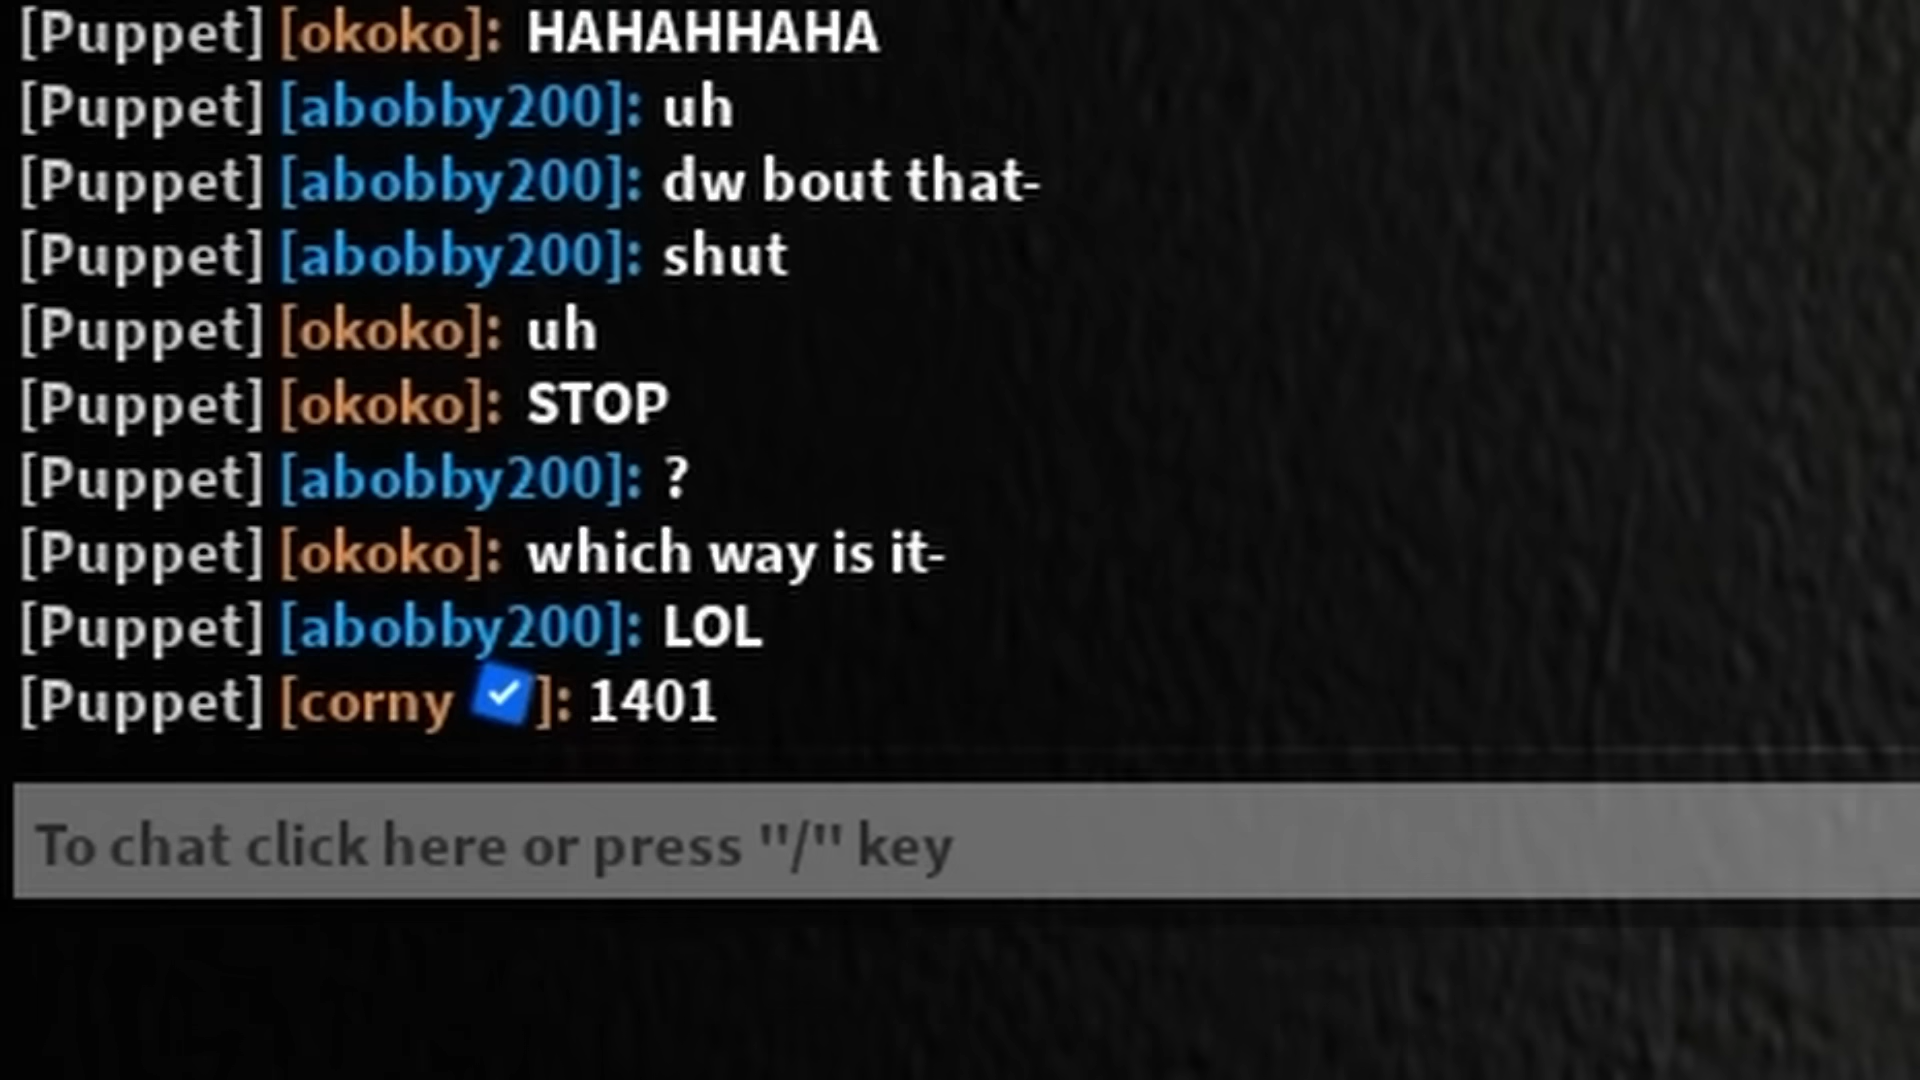 [Puppet] [okoko]: HAHAHHAHA
[Puppet] [abobby200]: uh
[Puppet] [abobby200]: dw bout that-
[Puppet] [abobby200]: shut
[Puppet] [okoko]: uh
[Puppet] [okoko]: STOP
[Puppet] [abobby200]: ?
[Puppet] [okoko]: which way is it-
[Puppet] [abobby200]: LOL
[Puppet] [corny ☑️]: 1401
To chat click here or press "/" key